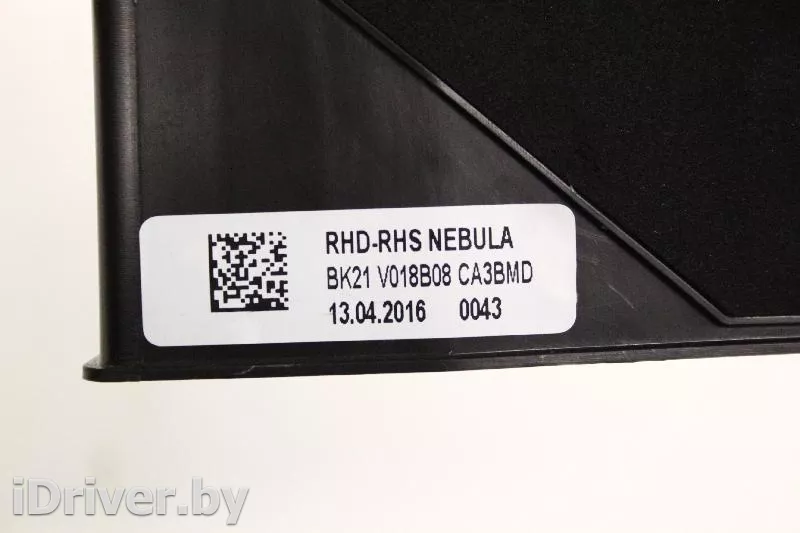 RHD-RHS NEBULA
BK21 V018B08 CA3BMD
13.04.2016 0043
iDriver.by